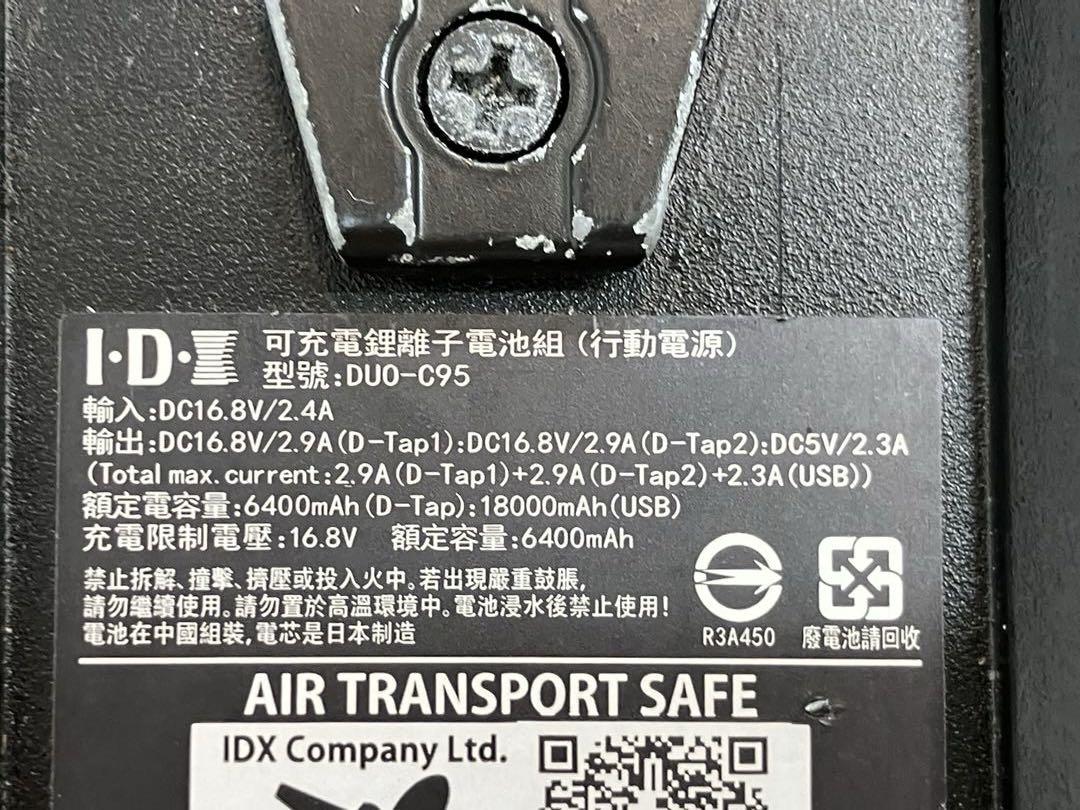 I·D·X 可充電鋰離子電池組 (行動電源)
型號:DUO-C95
輸入:DC16.8V/2.4A
輸出:DC16.8V/2.9A(D-Tap1):DC16.8V/2.9A(D-Tap2):DC5V/2.3A
(Total max.current:2.9A(D-Tap1)+2.9A(D-Tap2)+2.3A(USB))
額定電容量:6400mAh(D-Tap):18000mAh(USB)
充電限制電壓:16.8V 額定容量:6400mAh
禁止拆解、撞擊、擠壓或投入火中。若出現嚴重鼓脹,
請勿繼續使用。請勿置於高溫環境中。電池浸水後禁止使用!
電池在中國組裝,電芯是日本制造
R3A450
廢電池請回收
AIR TRANSPORT SAFE
IDX Company Ltd.